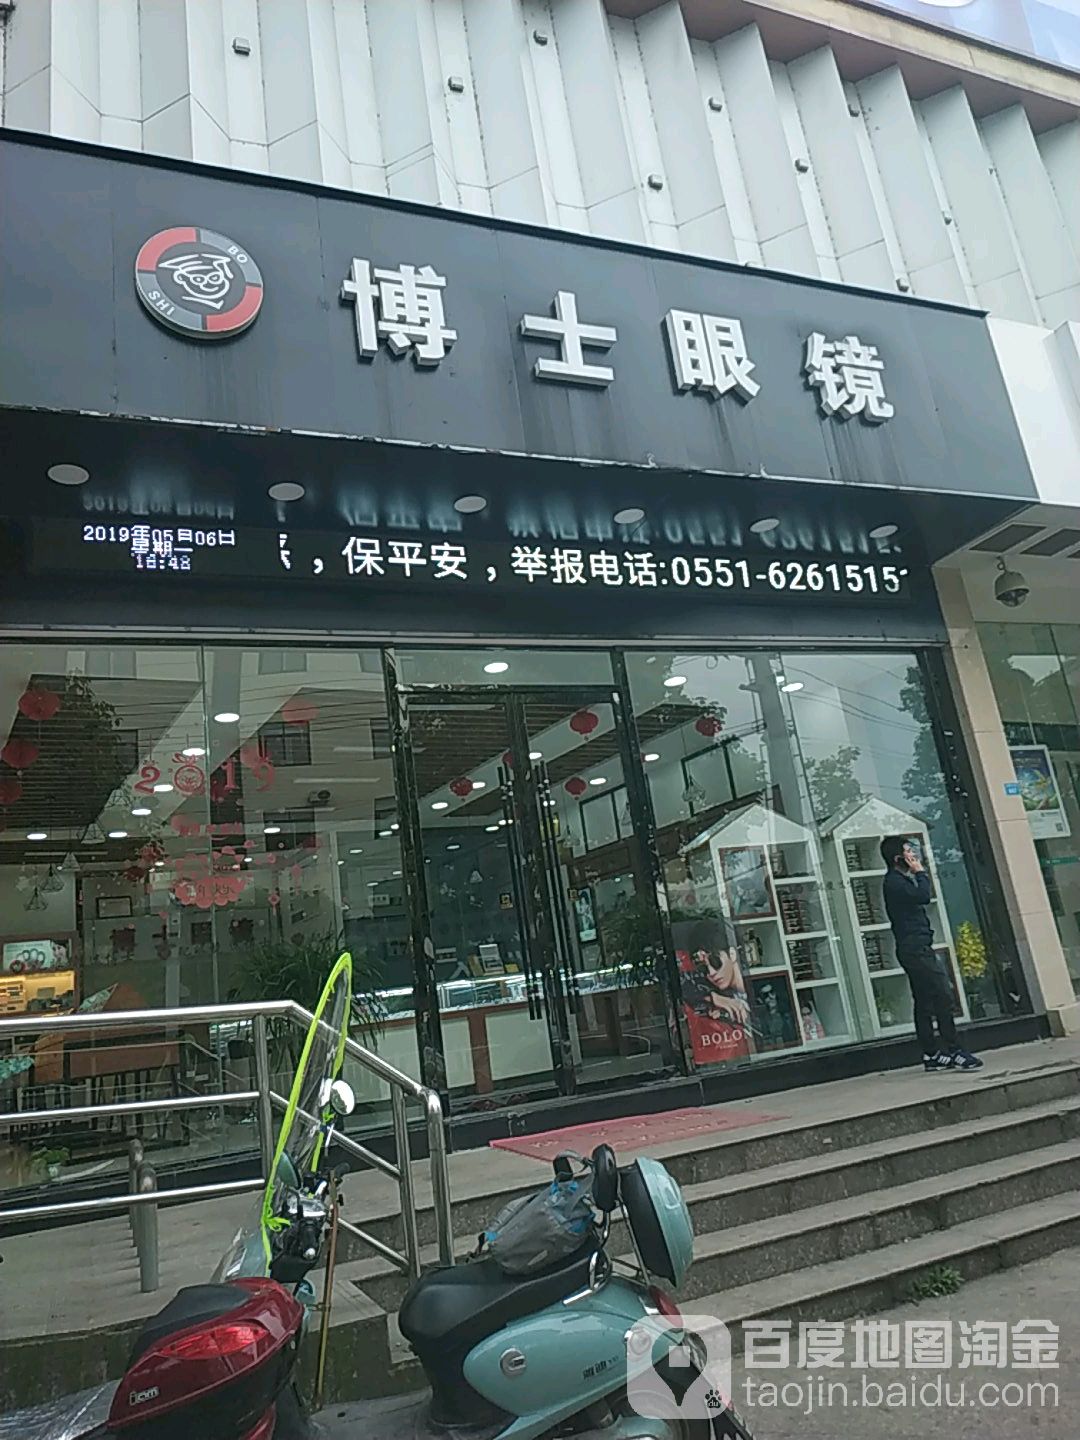 BO
SHI
博士眼镜
2019年05月06日
星期一
16:48
，保平安，举报电话:0551-6261515
2019
BOLON
百度地图淘金
taojin.baidu.com